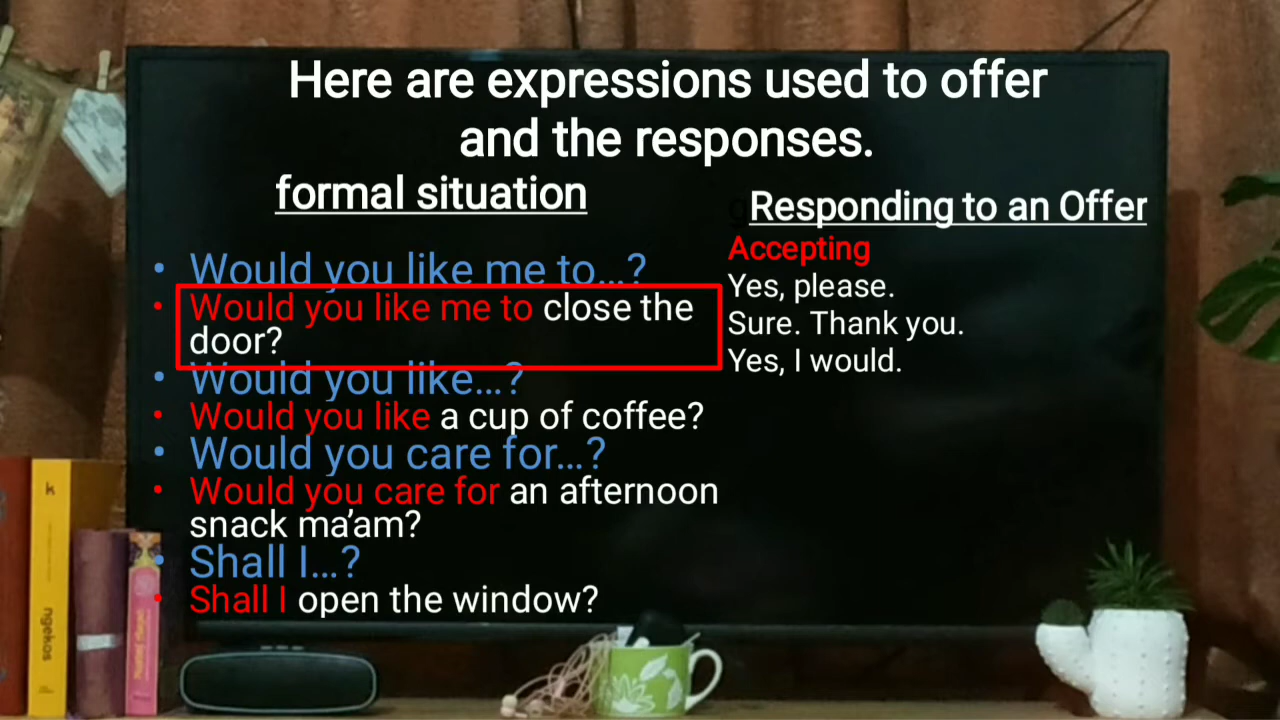 Here are expressions used to offer
and the responses.
formal situation
• Would you like me to...?
• Would you like me to close the
door?
• Would you like...?
• Would you like a cup of coffee?
• Would you care for...?
• Would you care for an afternoon
snack ma'am?
• Shall I...?
• Shall I open the window?
Responding to an Offer
Accepting
Yes, please.
Sure. Thank you.
Yes, I would.
k
ngekos